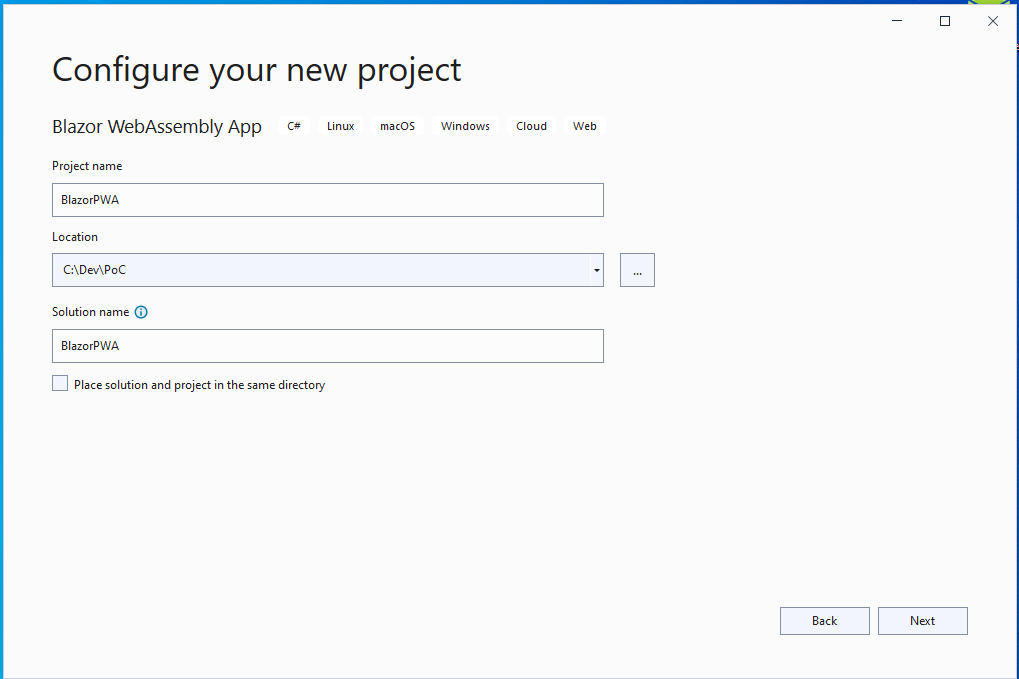 Configure your new project
Blazor WebAssembly App C# Linux macOS Windows Cloud Web
Project name
BlazorPWA
Location
C:\Dev\PoC
...
Solution name
BlazorPWA
Place solution and project in the same directory
Back Next